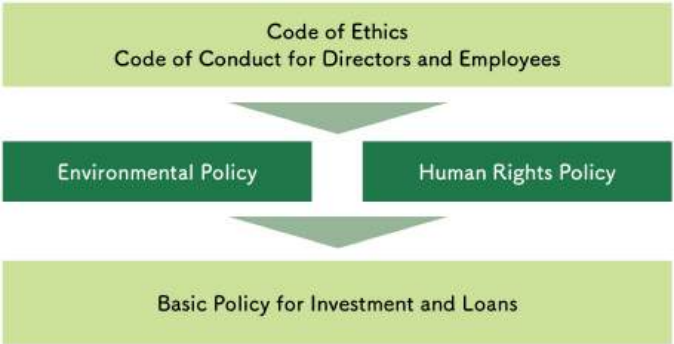 Code of Ethics
Code of Conduct for Directors and Employees
Environmental Policy
Human Rights Policy
Basic Policy for Investment and Loans